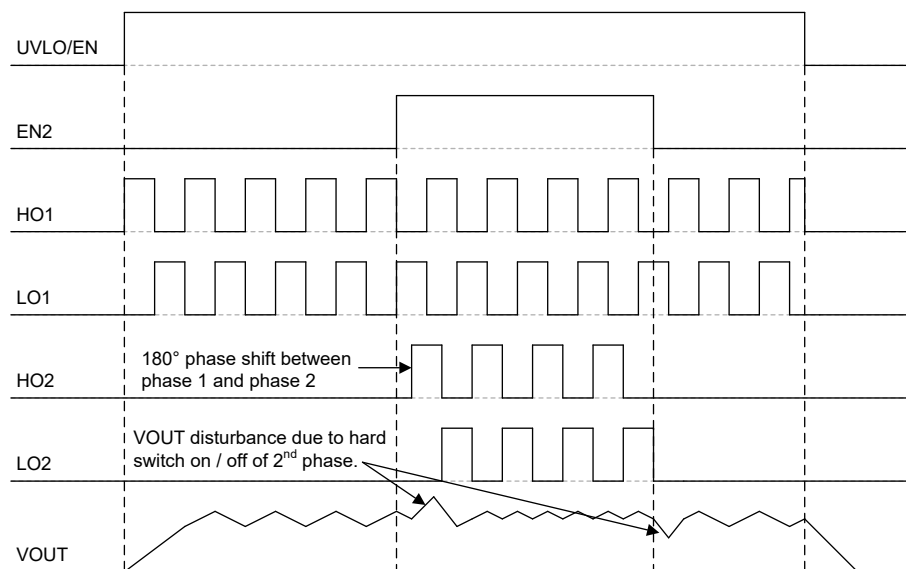 UVLO/EN
EN2
HO1
LO1
180° phase shift between
phase 1 and phase 2
HO2
VOUT disturbance due to hard
switch on / off of 2nd phase.
LO2
VOUT